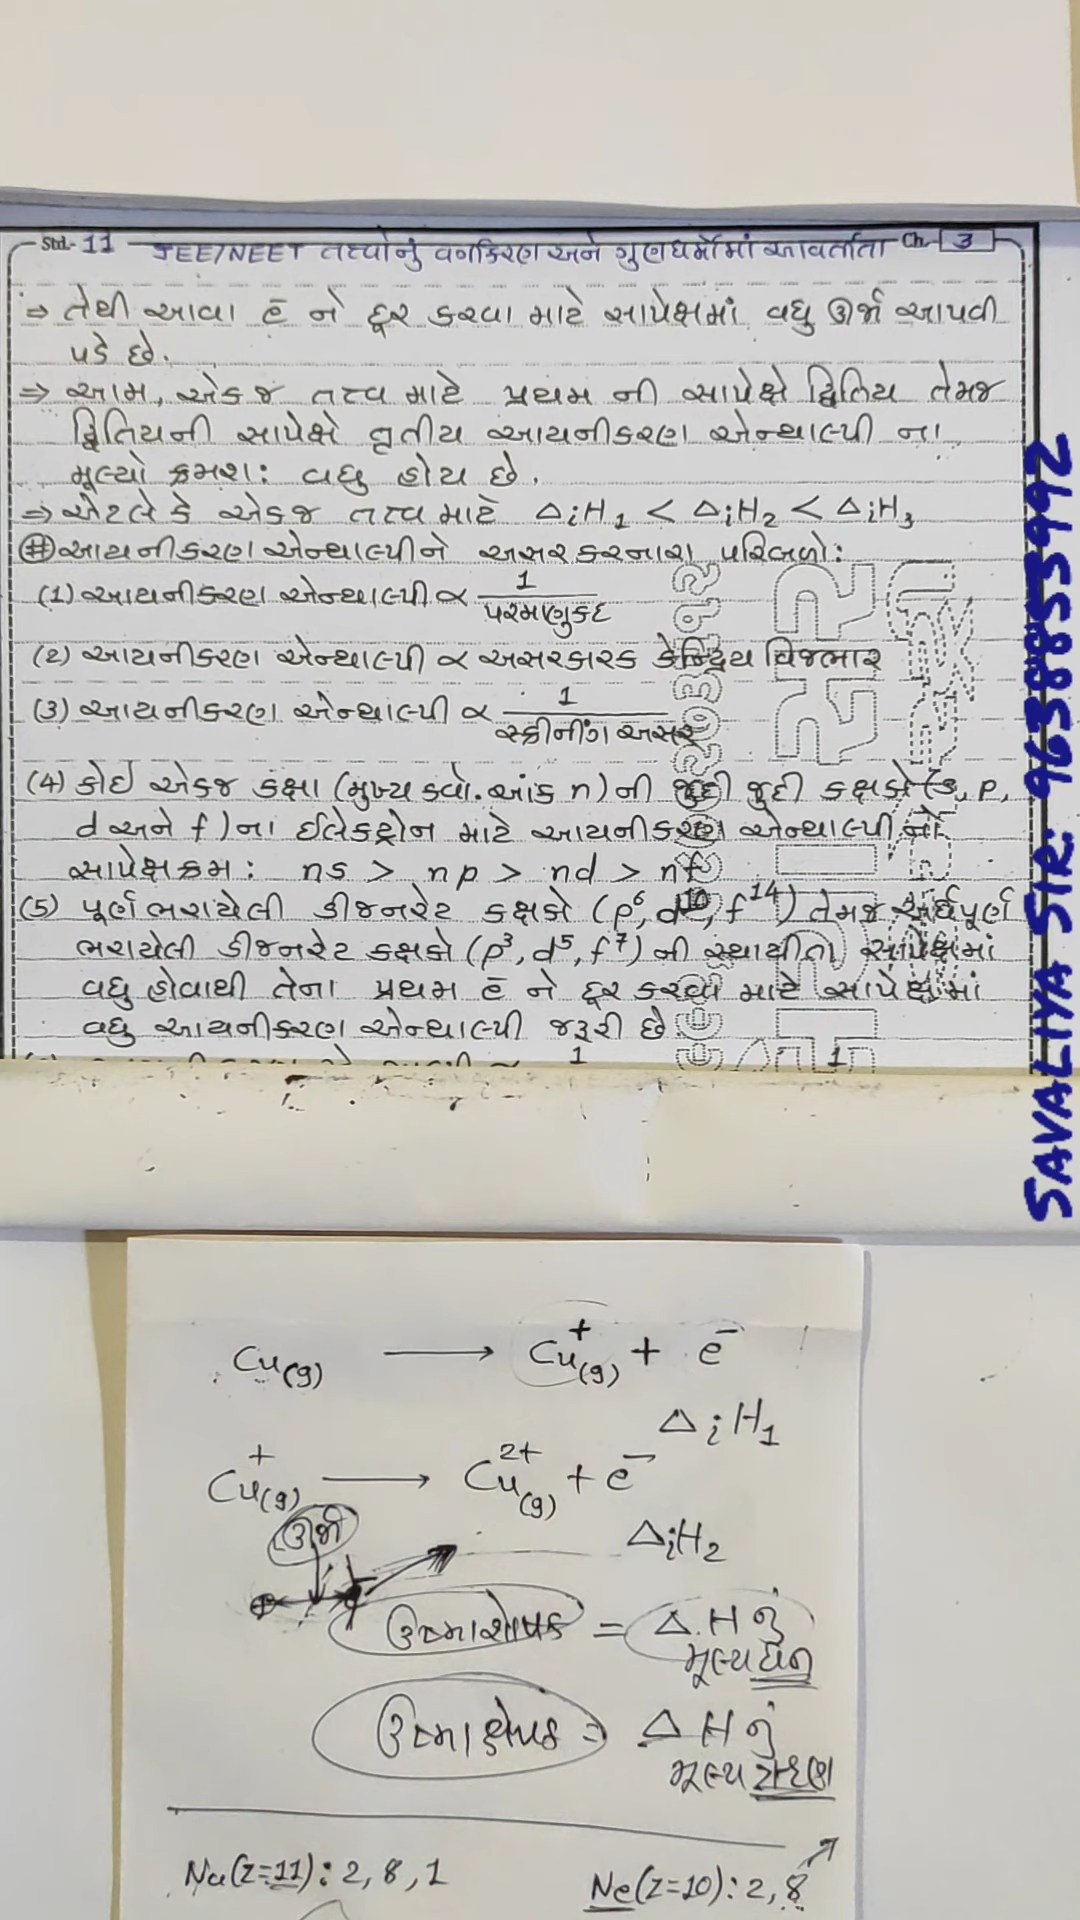 Std.- 11 JEE/NEET તત્ત્વોનું વર્ગીકરણ અને ગુણધર્મોમાં આવર્તિતા Ch.- 3
⇒ તેથી આવા ē ને દૂર કરવા માટે સાપેક્ષમાં વધુ ઊર્જા આપવી
પડે છે.
⇒ આમ, એક જ તત્ત્વ માટે પ્રથમ ની સાપેક્ષે દ્વિતિય તેમજ
દ્વિતિયની સાપેક્ષે તૃતીય આયનીકરણ એન્થાલ્પી ના
મૂલ્યો ક્રમશ: વધુ હોય છે.
⇒ એટલે કે એકજ તત્ત્વ માટે ΔiH1 < ΔiH2 < ΔiH3
# આયનીકરણ એન્થાલ્પીને અસર કરનારા પરિબળો:
(1) આયનીકરણ એન્થાલ્પી ∝ 1/પરમાણુકદ
(2) આયનીકરણ એન્થાલ્પી ∝ અસરકારક કેન્દ્રિય વિજભાર
(3) આયનીકરણ એન્થાલ્પી ∝ 1/સ્ક્રીનીંગ અસર
(4) કોઈ એકજ કક્ષા (મુખ્ય ક્વો. આંક n) ની જુદી જુદી કક્ષકો (s, p,
d અને f) ના ઈલેક્ટ્રોન માટે આયનીકરણ એન્થાલ્પી નો
સાપેક્ષ ક્રમ: ns > np > nd > nf
(5) પૂર્ણ ભરાયેલી ડીજનરેટ કક્ષકો (p⁶, d¹⁰, f¹⁴) તેમજ અર્ધપૂર્ણ
ભરાયેલી ડીજનરેટ કક્ષકો (p³, d⁵, f⁷) ની સ્થાયીતા સાપેક્ષમાં
વધુ હોવાથી તેના પ્રથમ ē ને દૂર કરવા માટે સાપેક્ષમાં
વધુ આયનીકરણ એન્થાલ્પી જરૂરી છે.
SAVALIYA SIR: 9638853992
Cu(g) ⟶ Cu⁺(g) + e⁻
ΔiH1
Cu⁺(g) ⟶ Cu²⁺(g) + e⁻
ઊર્જા
ΔiH2
ઉષ્માશોષક = ΔH નું
મૂલ્ય ધન
ઉષ્માક્ષેપક = ΔH નું
મૂલ્ય ઋણ
Na(z=11): 2, 8, 1
Ne(z=10): 2, 8